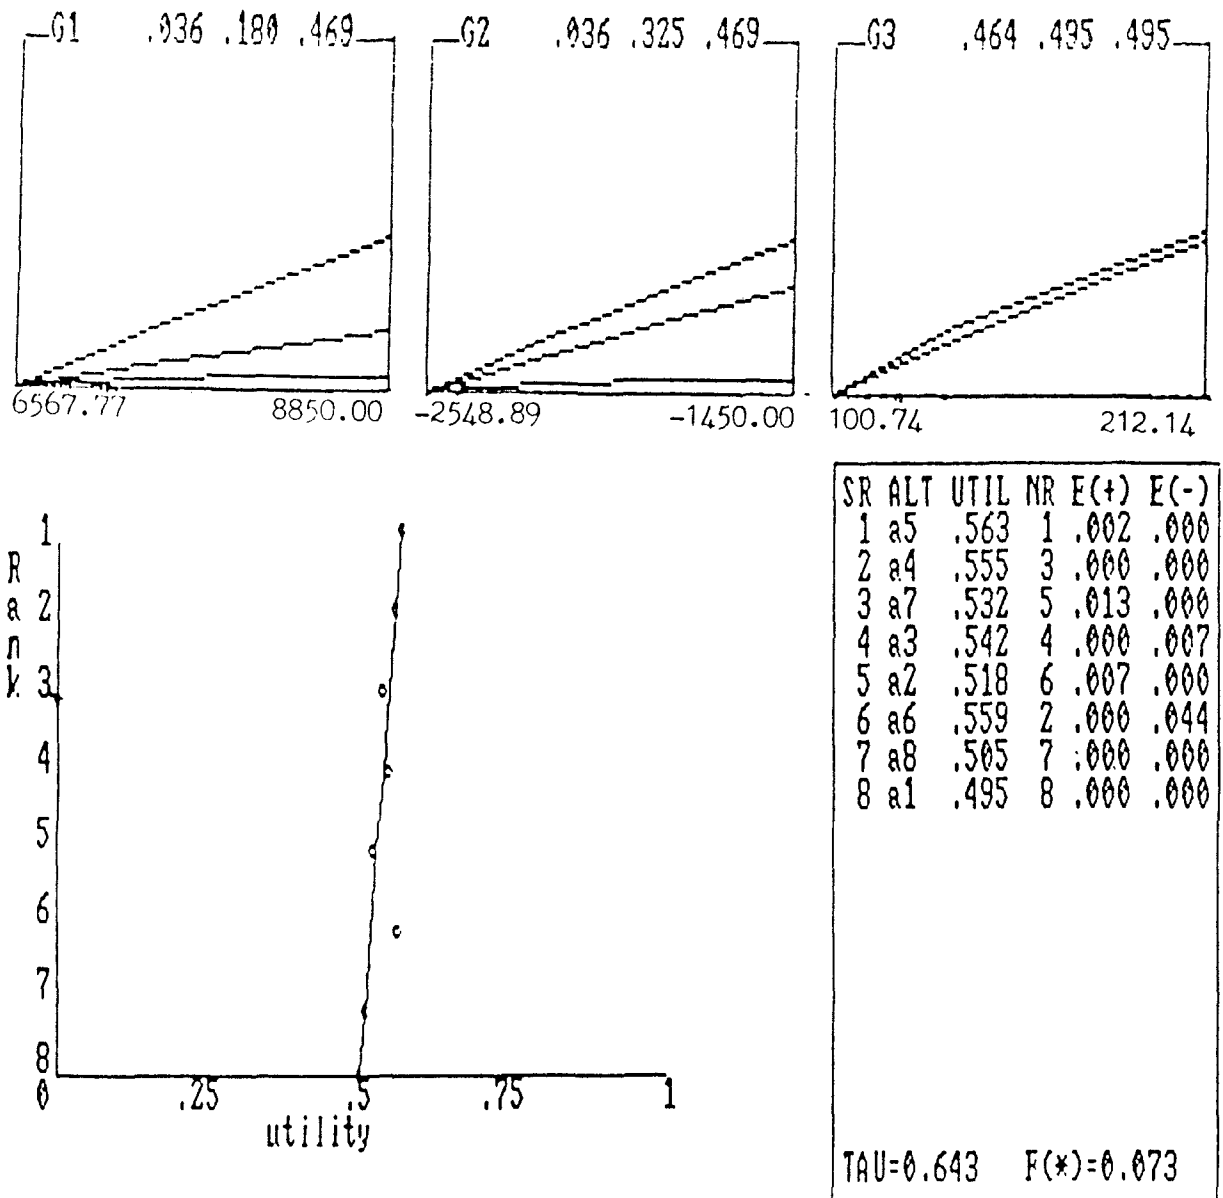 G1 .036 .180 .469
G2 .036 .325 .469
G3 .464 .495 .495
6567.77 8850.00
-2548.89 -1450.00
100.74 212.14
Rank
1
2
3
4
5
6
7
8
0 .25 .5 .75 1
utility
SR ALT UTIL NR E(+) E(-)
1 a5 .563 1 .002 .000
2 a4 .555 3 .000 .000
3 a7 .532 5 .013 .000
4 a3 .542 4 .000 .007
5 a2 .518 6 .007 .000
6 a6 .559 2 .000 .044
7 a8 .505 7 .000 .000
8 a1 .495 8 .000 .000
TAU=0.643 F(*)=0.073